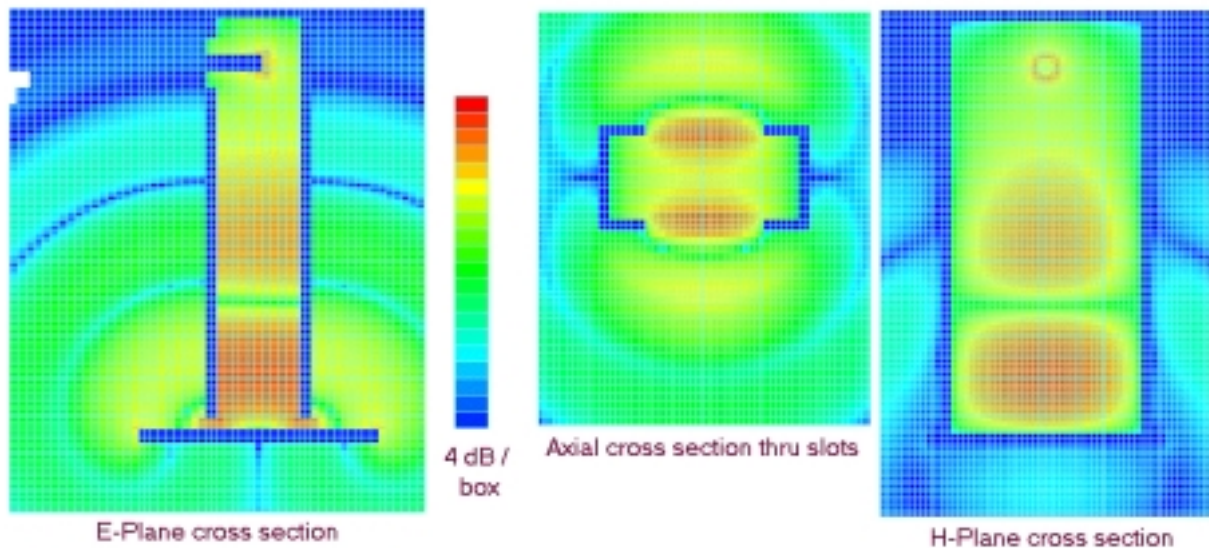 4 dB /
box
Axial cross section thru slots
E-Plane cross section
H-Plane cross section